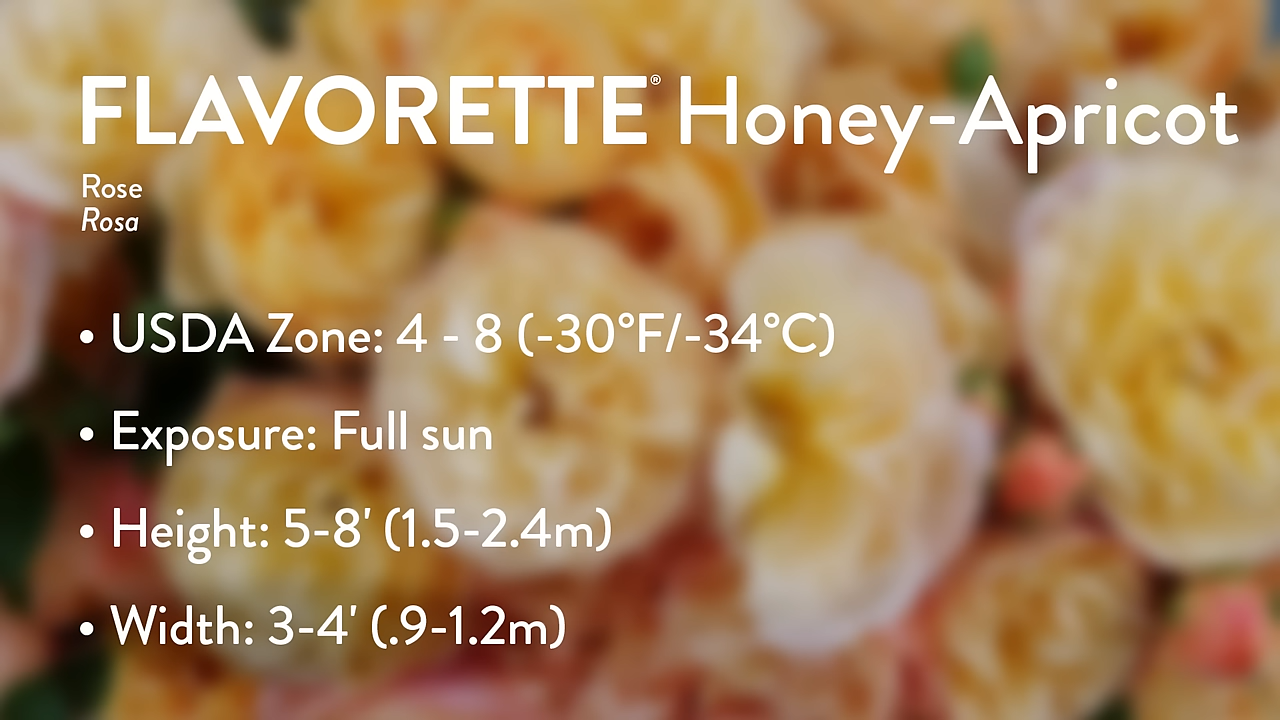 FLAVORETTE® Honey-Apricot
Rose
Rosa
• USDA Zone: 4 - 8 (-30°F/-34°C)
• Exposure: Full sun
• Height: 5-8' (1.5-2.4m)
• Width: 3-4' (.9-1.2m)